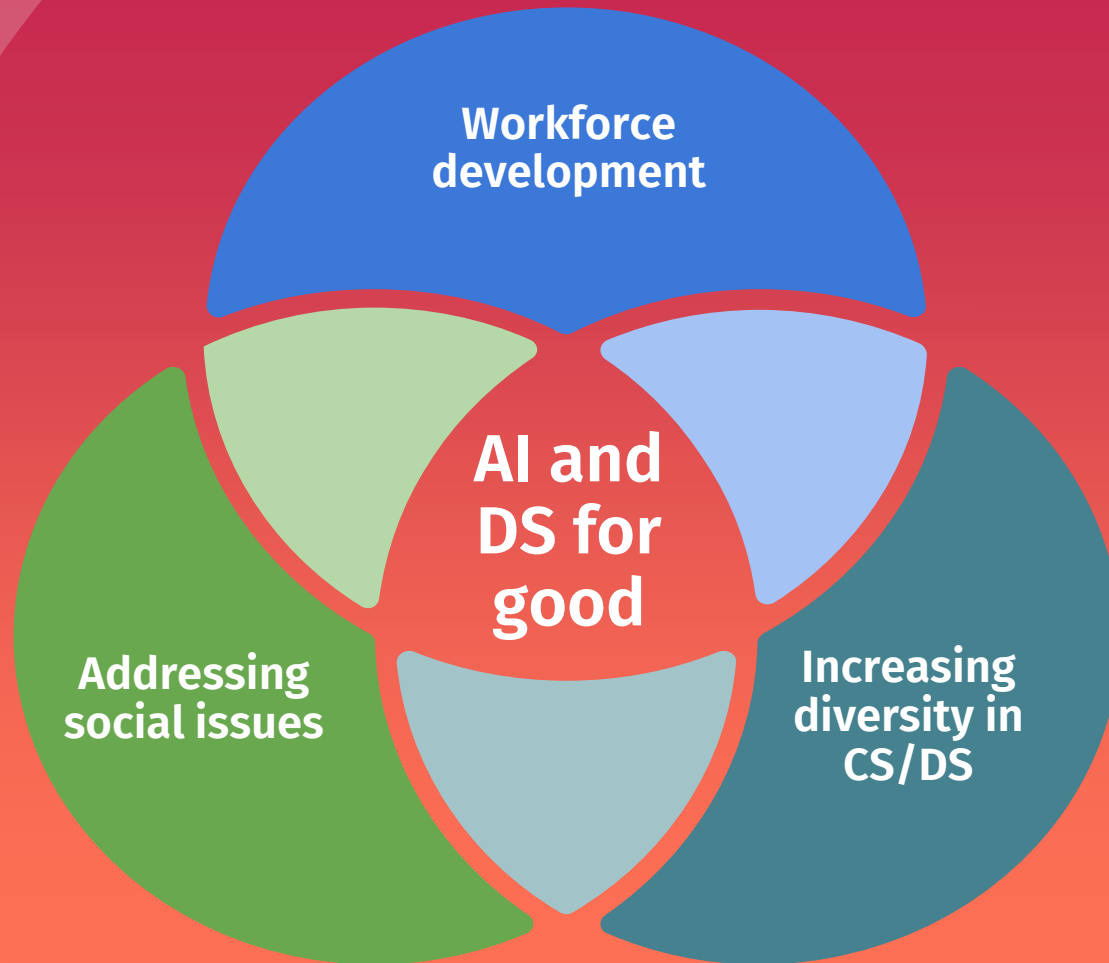 Workforce
development
AI and
DS for
good
Addressing
social issues
Increasing
diversity in
CS/DS